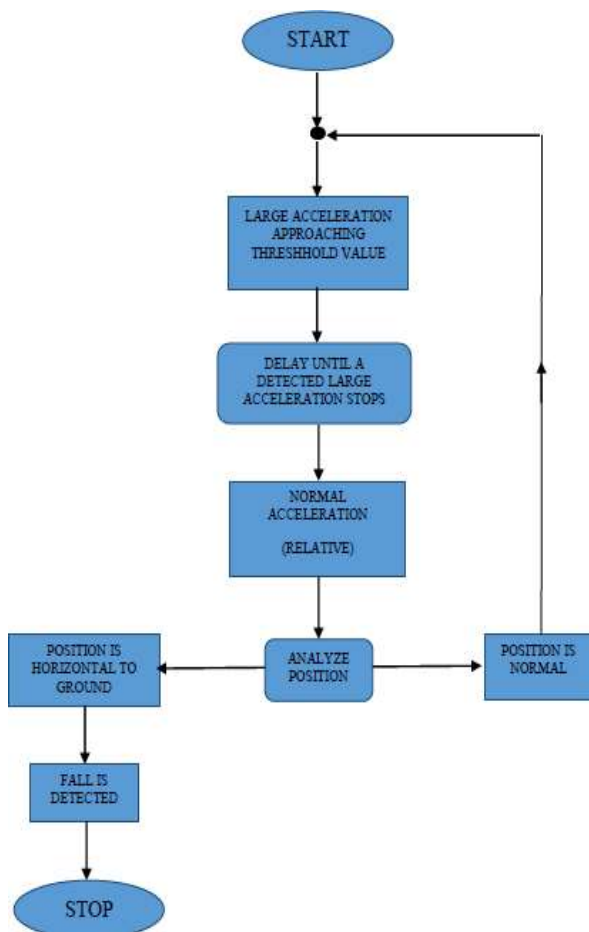 START
LARGE ACCELERATION
APPROACHING
THRESHHOLD VALUE
DELAY UNTIL A
DETECTED LARGE
ACCELERATION STOPS
NORMAL
ACCELERATION
(RELATIVE)
POSITION IS
HORIZONTAL TO
GROUND
ANALYZE
POSITION
POSITION IS
NORMAL
FALL IS
DETECTED
STOP